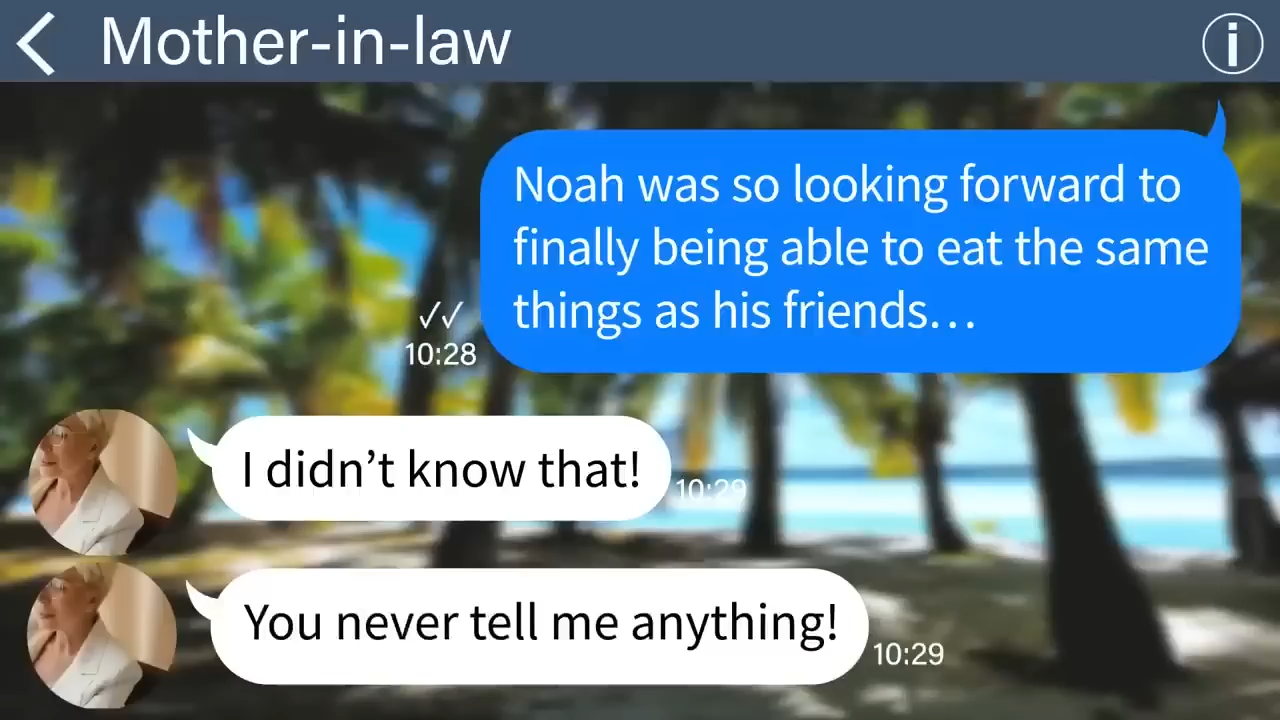 Mother-in-law
Noah was so looking forward to
finally being able to eat the same
things as his friends…
10:28
I didn’t know that!
10:29
You never tell me anything!
10:29